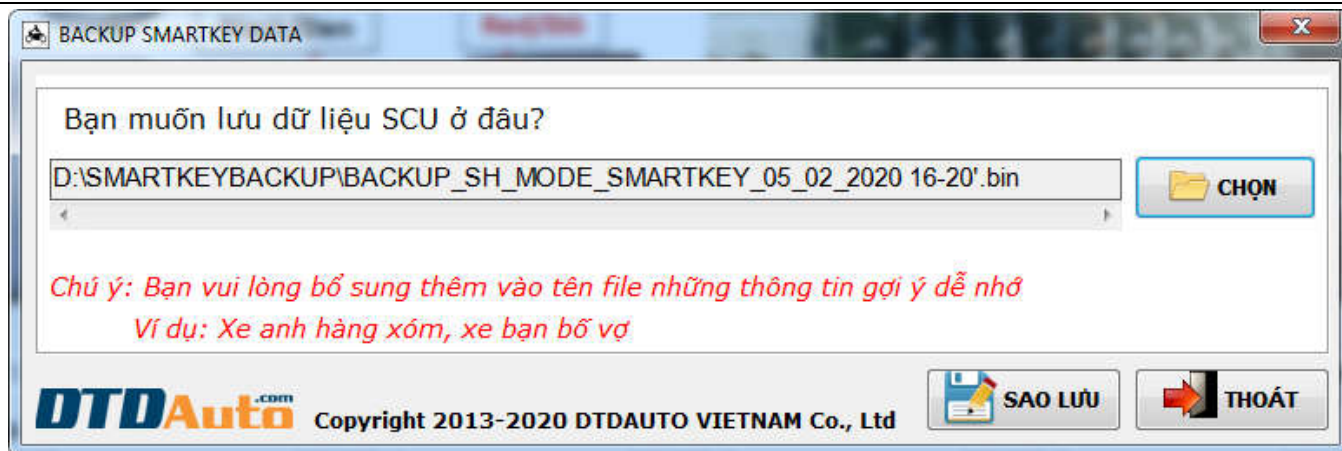 BACKUP SMARTKEY DATA
Bạn muốn lưu dữ liệu SCU ở đâu?
D:\SMARTKEYBACKUP\BACKUP_SH_MODE_SMARTKEY_05_02_2020 16-20'.bin
CHỌN
Chú ý: Bạn vui lòng bổ sung thêm vào tên file những thông tin gợi ý dễ nhớ
Ví dụ: Xe anh hàng xóm, xe bạn bố vợ
DTDAuto.com
Copyright 2013-2020 DTDAUTO VIETNAM Co., Ltd
SAO LƯU
THOÁT